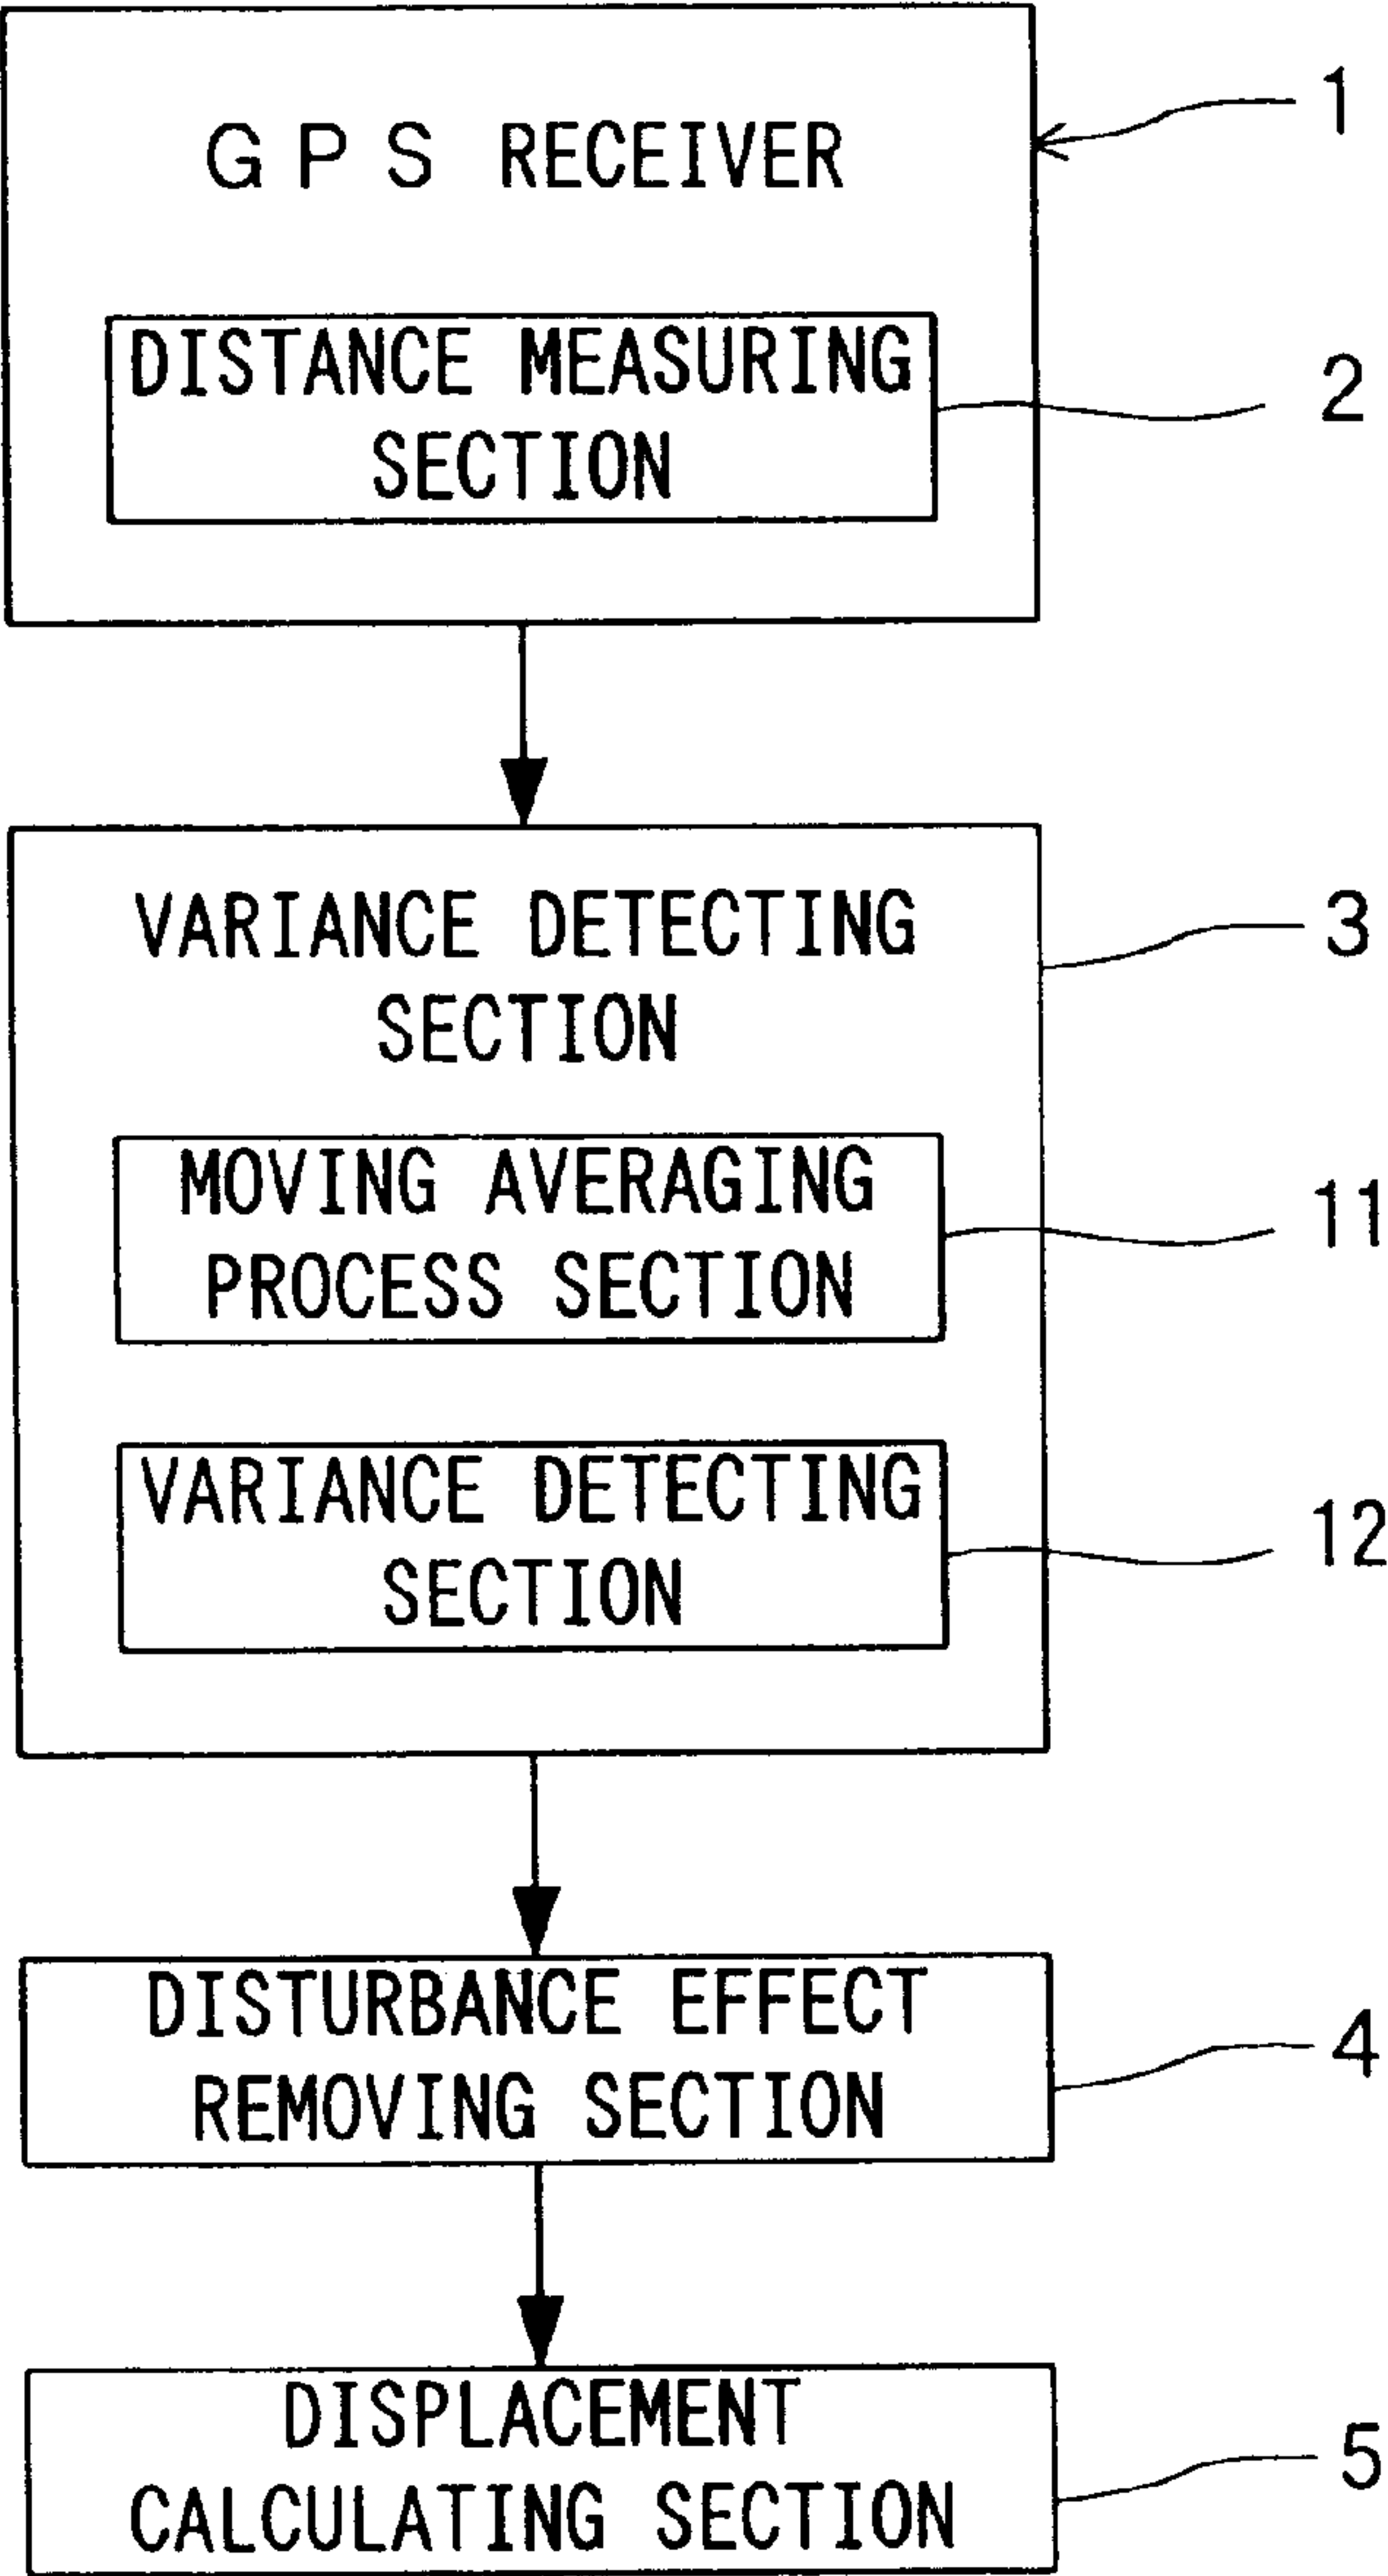 GPS RECEIVER
1
DISTANCE MEASURING
SECTION
2
VARIANCE DETECTING
SECTION
3
MOVING AVERAGING
PROCESS SECTION
11
VARIANCE DETECTING
SECTION
12
DISTURBANCE EFFECT
REMOVING SECTION
4
DISPLACEMENT
CALCULATING SECTION
5